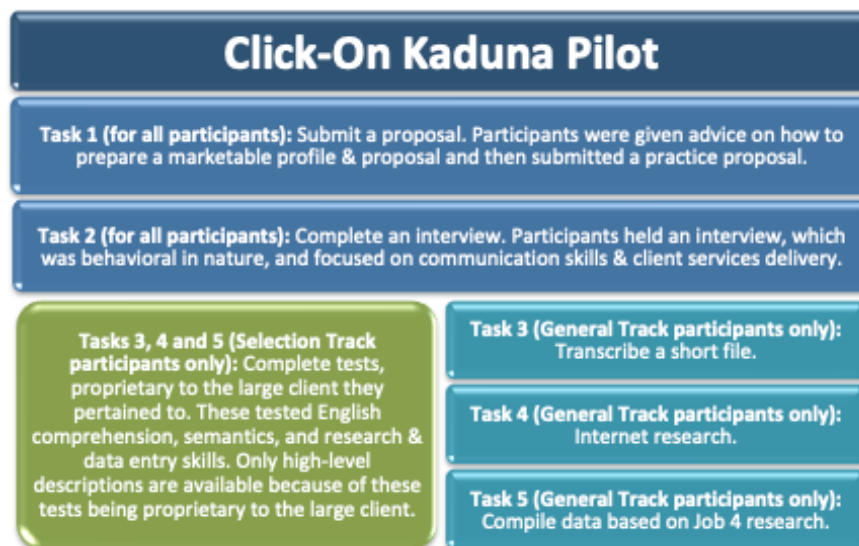 Click-On Kaduna Pilot
Task 1 (for all participants): Submit a proposal. Participants were given advice on how to
prepare a marketable profile & proposal and then submitted a practice proposal.
Task 2 (for all participants): Complete an interview. Participants held an interview, which
was behavioral in nature, and focused on communication skills & client services delivery.
Tasks 3, 4 and 5 (Selection Track
participants only): Complete tests,
proprietary to the large client they
pertained to. These tested English
comprehension, semantics, and research &
data entry skills. Only high-level
descriptions are available because of these
tests being proprietary to the large client.
Task 3 (General Track participants only):
Transcribe a short file.
Task 4 (General Track participants only):
Internet research.
Task 5 (General Track participants only):
Compile data based on Job 4 research.